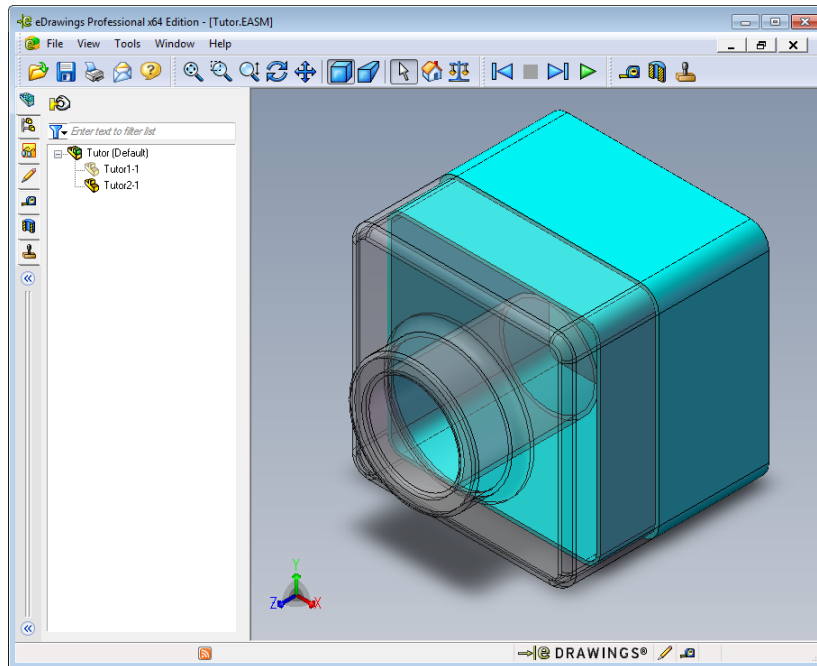 eDrawings Professional x64 Edition - [Tutor.EASM]
File View Tools Window Help
Enter text to filter list
Tutor (Default)
Tutor1-1
Tutor2-1
Y
Z X
e DRAWINGS®